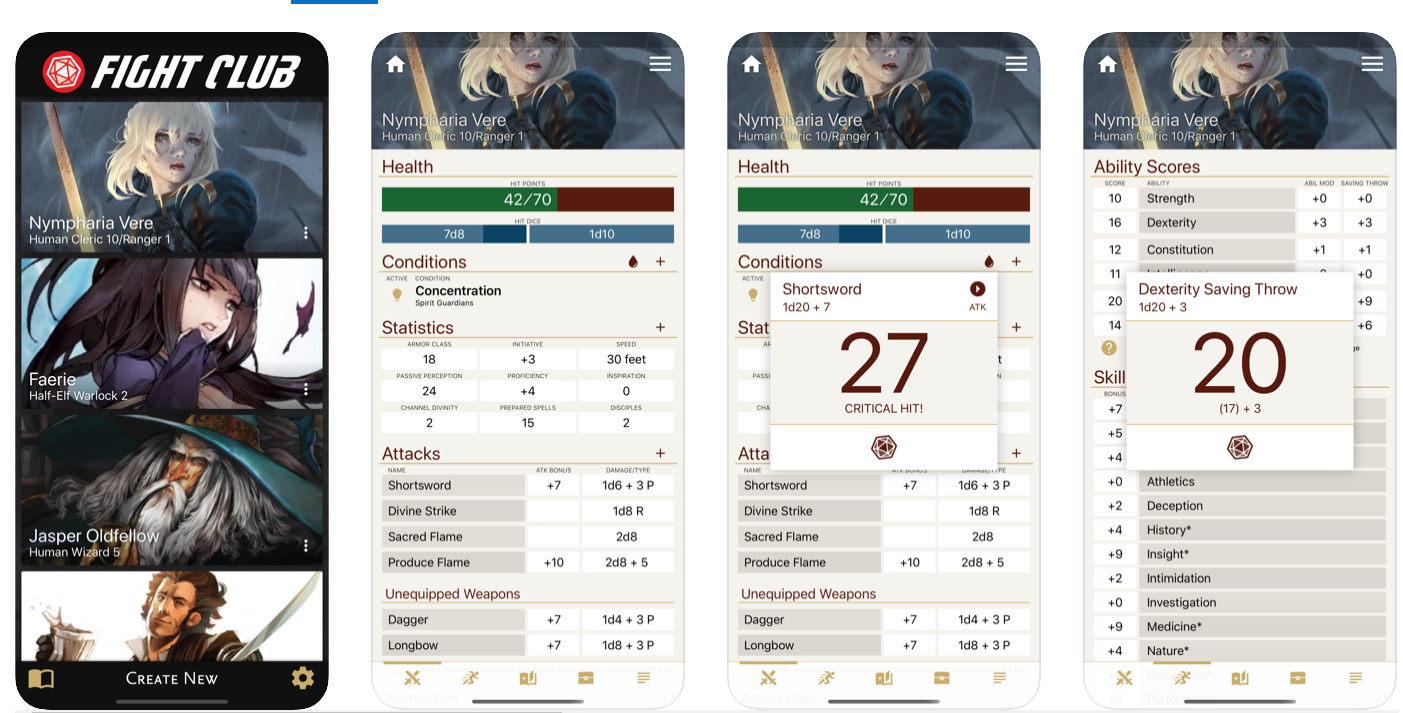 FIGHT CLUB
Nympharia Vere
Human Cleric 10/Ranger 1
Faerie
Half-Elf Warlock 2
Jasper Oldfellow
Human Wizard 5
CREATE NEW
Nympharia Vere
Human Cleric 10/Ranger 1
Health
HIT POINTS
42/70
HIT DICE
7d8 1d10
Conditions +
ACTIVE CONDITION
Concentration
Spirit Guardians
Statistics +
ARMOR CLASS INITIATIVE SPEED
18 +3 30 feet
PASSIVE PERCEPTION PROFICIENCY INSPIRATION
24 +4 0
CHANNEL DIVINITY PREPARED SPELLS DISCIPLES
2 15 2
Attacks +
NAME ATK BONUS DAMAGE/TYPE
Shortsword +7 1d6 + 3 P
Divine Strike 1d8 R
Sacred Flame 2d8
Produce Flame +10 2d8 + 5
Unequipped Weapons
Dagger +7 1d4 + 3 P
Longbow +7 1d8 + 3 P
Ammunition
Nympharia Vere
Human Cleric 10/Ranger 1
Health
HIT POINTS
42/70
HIT DICE
7d8 1d10
Conditions +
ACTIVE
Shortsword
1d20 + 7 ATK
27
CRITICAL HIT!
Stat +
Atta +
NAME ATK BONUS DAMAGE/TYPE
Shortsword +7 1d6 + 3 P
Divine Strike 1d8 R
Sacred Flame 2d8
Produce Flame +10 2d8 + 5
Unequipped Weapons
Dagger +7 1d4 + 3 P
Longbow +7 1d8 + 3 P
Ammunition
Nympharia Vere
Human Cleric 10/Ranger 1
Ability Scores
SCORE ABILITY ABIL MOD SAVING THROW
10 Strength +0 +0
16 Dexterity +3 +3
12 Constitution +1 +1
11 Intelligence +0 +0
20 +9
14 +6
Dexterity Saving Throw
1d20 + 3
20
(17) + 3
?
Skill
BONUS
+7
+5
+4
+0 Athletics
+2 Deception
+4 History*
+9 Insight*
+2 Intimidation
+0 Investigation
+9 Medicine*
+4 Nature*
Perception*
+2 Performance